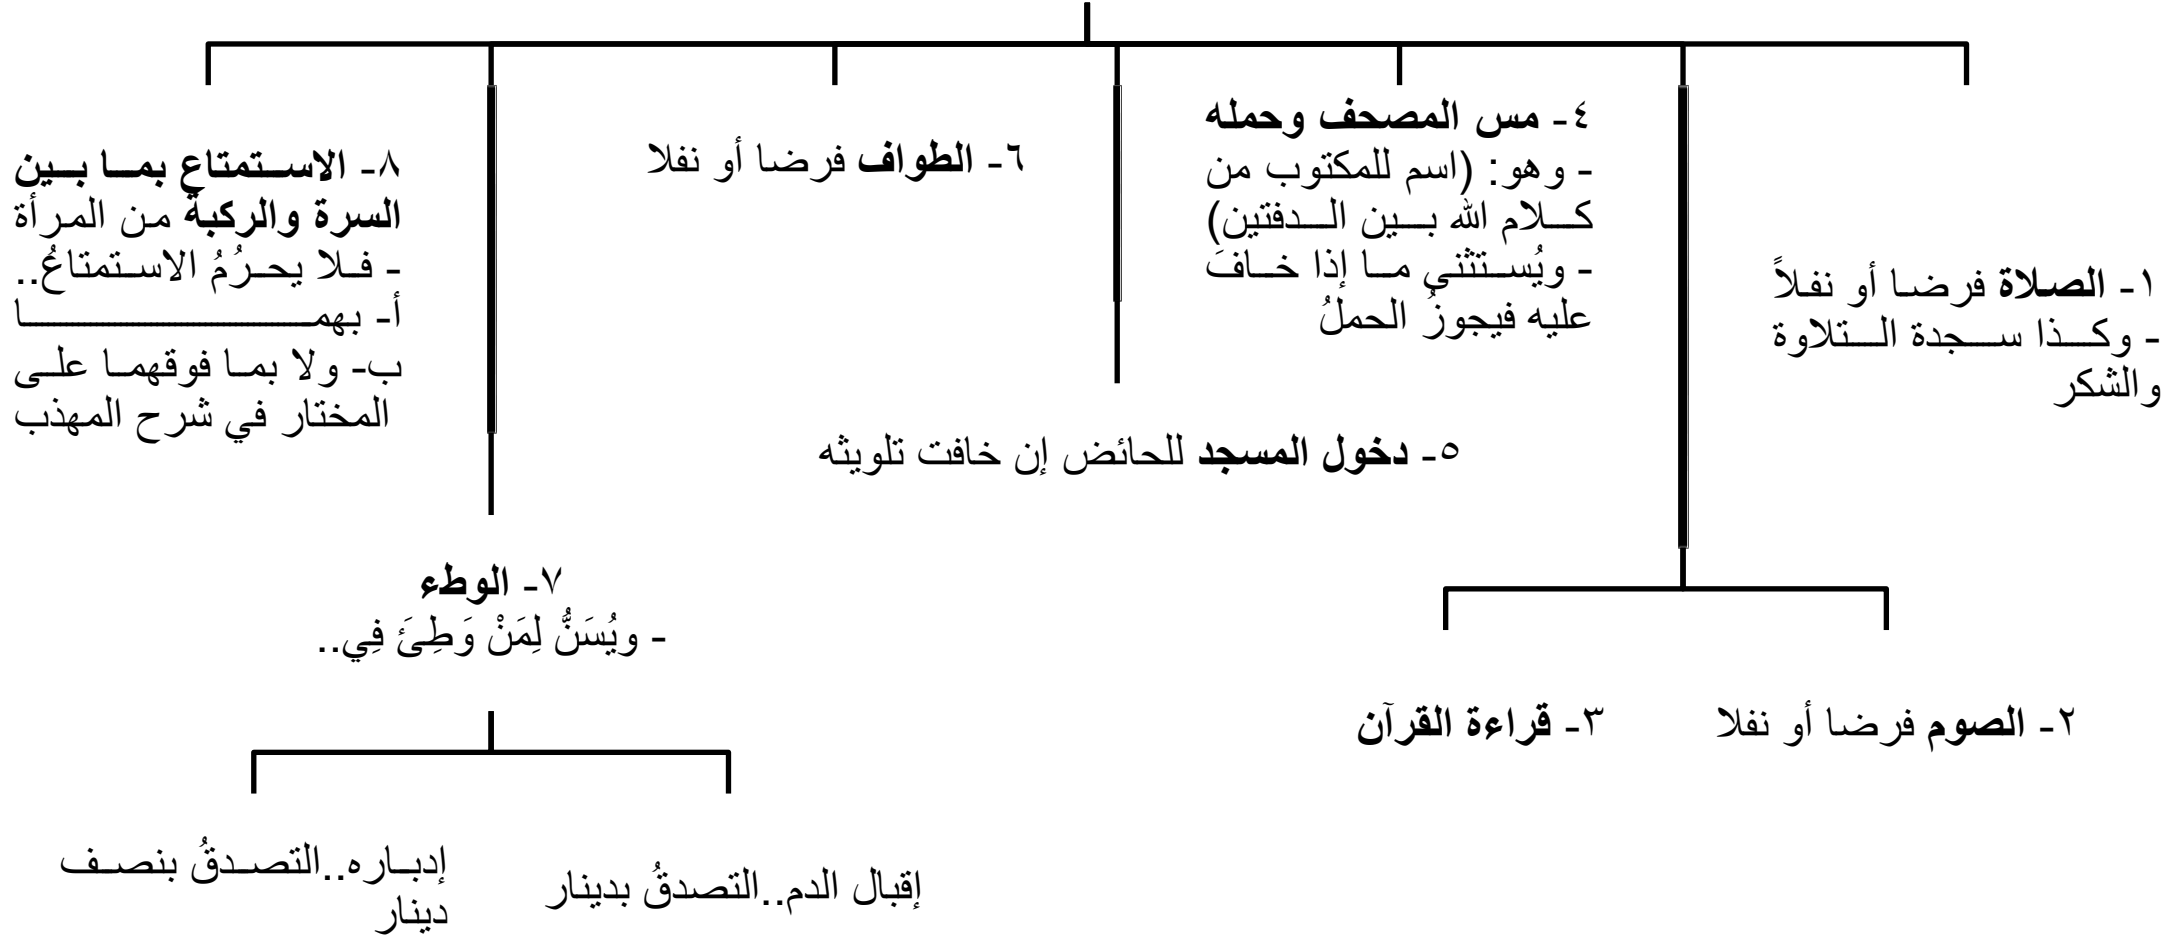 ١- الصلاة فرضا أو نفلاً
- وكذا سجدة التلاوة
والشكر
٢- الصوم فرضا أو نفلا
٣- قراءة القرآن
٤- مس المصحف وحمله
- وهو: (اسم للمكتوب من
كلام الله بين الدفتين)
- ويُستثنى ما إذا خافَ
عليه فيجوزُ الحملُ
٥- دخول المسجد للحائض إن خافت تلويثه
٦- الطواف فرضا أو نفلا
٧- الوطء
- ويُسَنُّ لِمَنْ وَطِئَ فِي..
إقبال الدم..التصدقُ بدينار
إدباره..التصدقُ بنصف
دينار
٨- الاستمتاع بما بين
السرة والركبة من المرأة
- فلا يحرُمُ الاستمتاعُ..
أ- بهما
ب- ولا بما فوقهما على
المختار في شرح المهذب